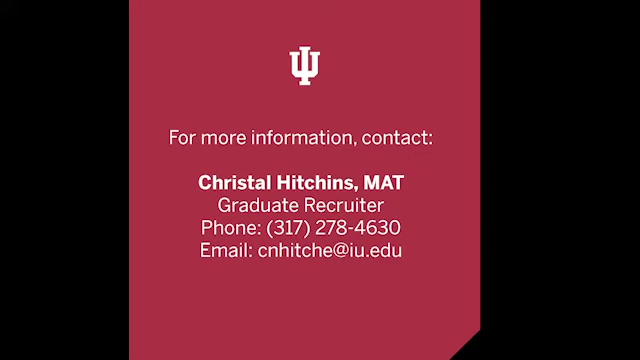 For more information, contact:
Christal Hitchins, MAT
Graduate Recruiter
Phone: (317) 278-4630
Email: cnhitche@iu.edu